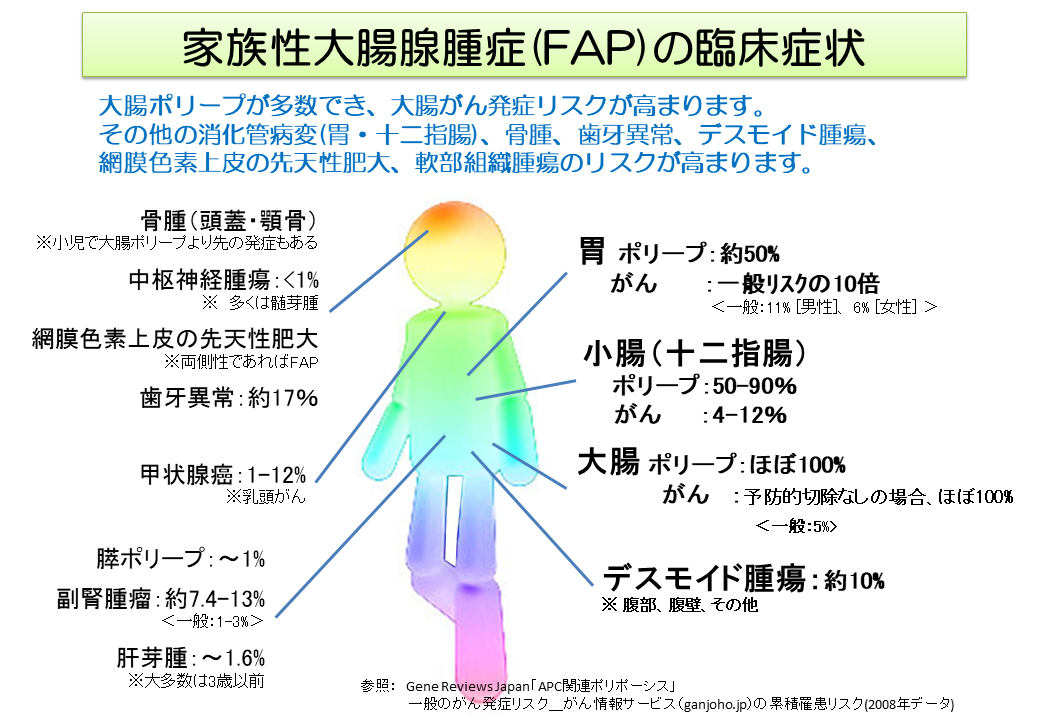 家族性大腸腺腫症(FAP)の臨床症状
大腸ポリープが多数でき、大腸がん発症リスクが高まります。
その他の消化管病変(胃・十二指腸)、骨腫、歯牙異常、デスモイド腫瘍、
網膜色素上皮の先天性肥大、軟部組織腫瘍のリスクが高まります。
骨腫（頭蓋・顎骨）
※小児で大腸ポリープより先の発症もある
中枢神経腫瘍：<1%
※ 多くは髄芽腫
網膜色素上皮の先天性肥大
※両側性であればFAP
歯牙異常：約17%
甲状腺癌：1-12%
※乳頭がん
膵ポリープ：～1%
副腎腫瘤：約7.4-13%
＜一般：1-3%＞
肝芽腫：～1.6%
※大多数は3歳以前
胃 ポリープ：約50%
がん ：一般リスクの10倍
＜一般：11% [男性]、 6% [女性] ＞
小腸（十二指腸）
ポリープ：50-90%
がん ：4-12%
大腸 ポリープ：ほぼ100%
がん ：予防的切除なしの場合、ほぼ100%
＜一般：5%>
デスモイド腫瘍：約10%
※ 腹部、腹壁、その他
参照： Gene Reviews Japan「APC関連ポリポーシス」
一般のがん発症リスク__がん情報サービス（ganjoho.jp)の累積罹患リスク(2008年データ)